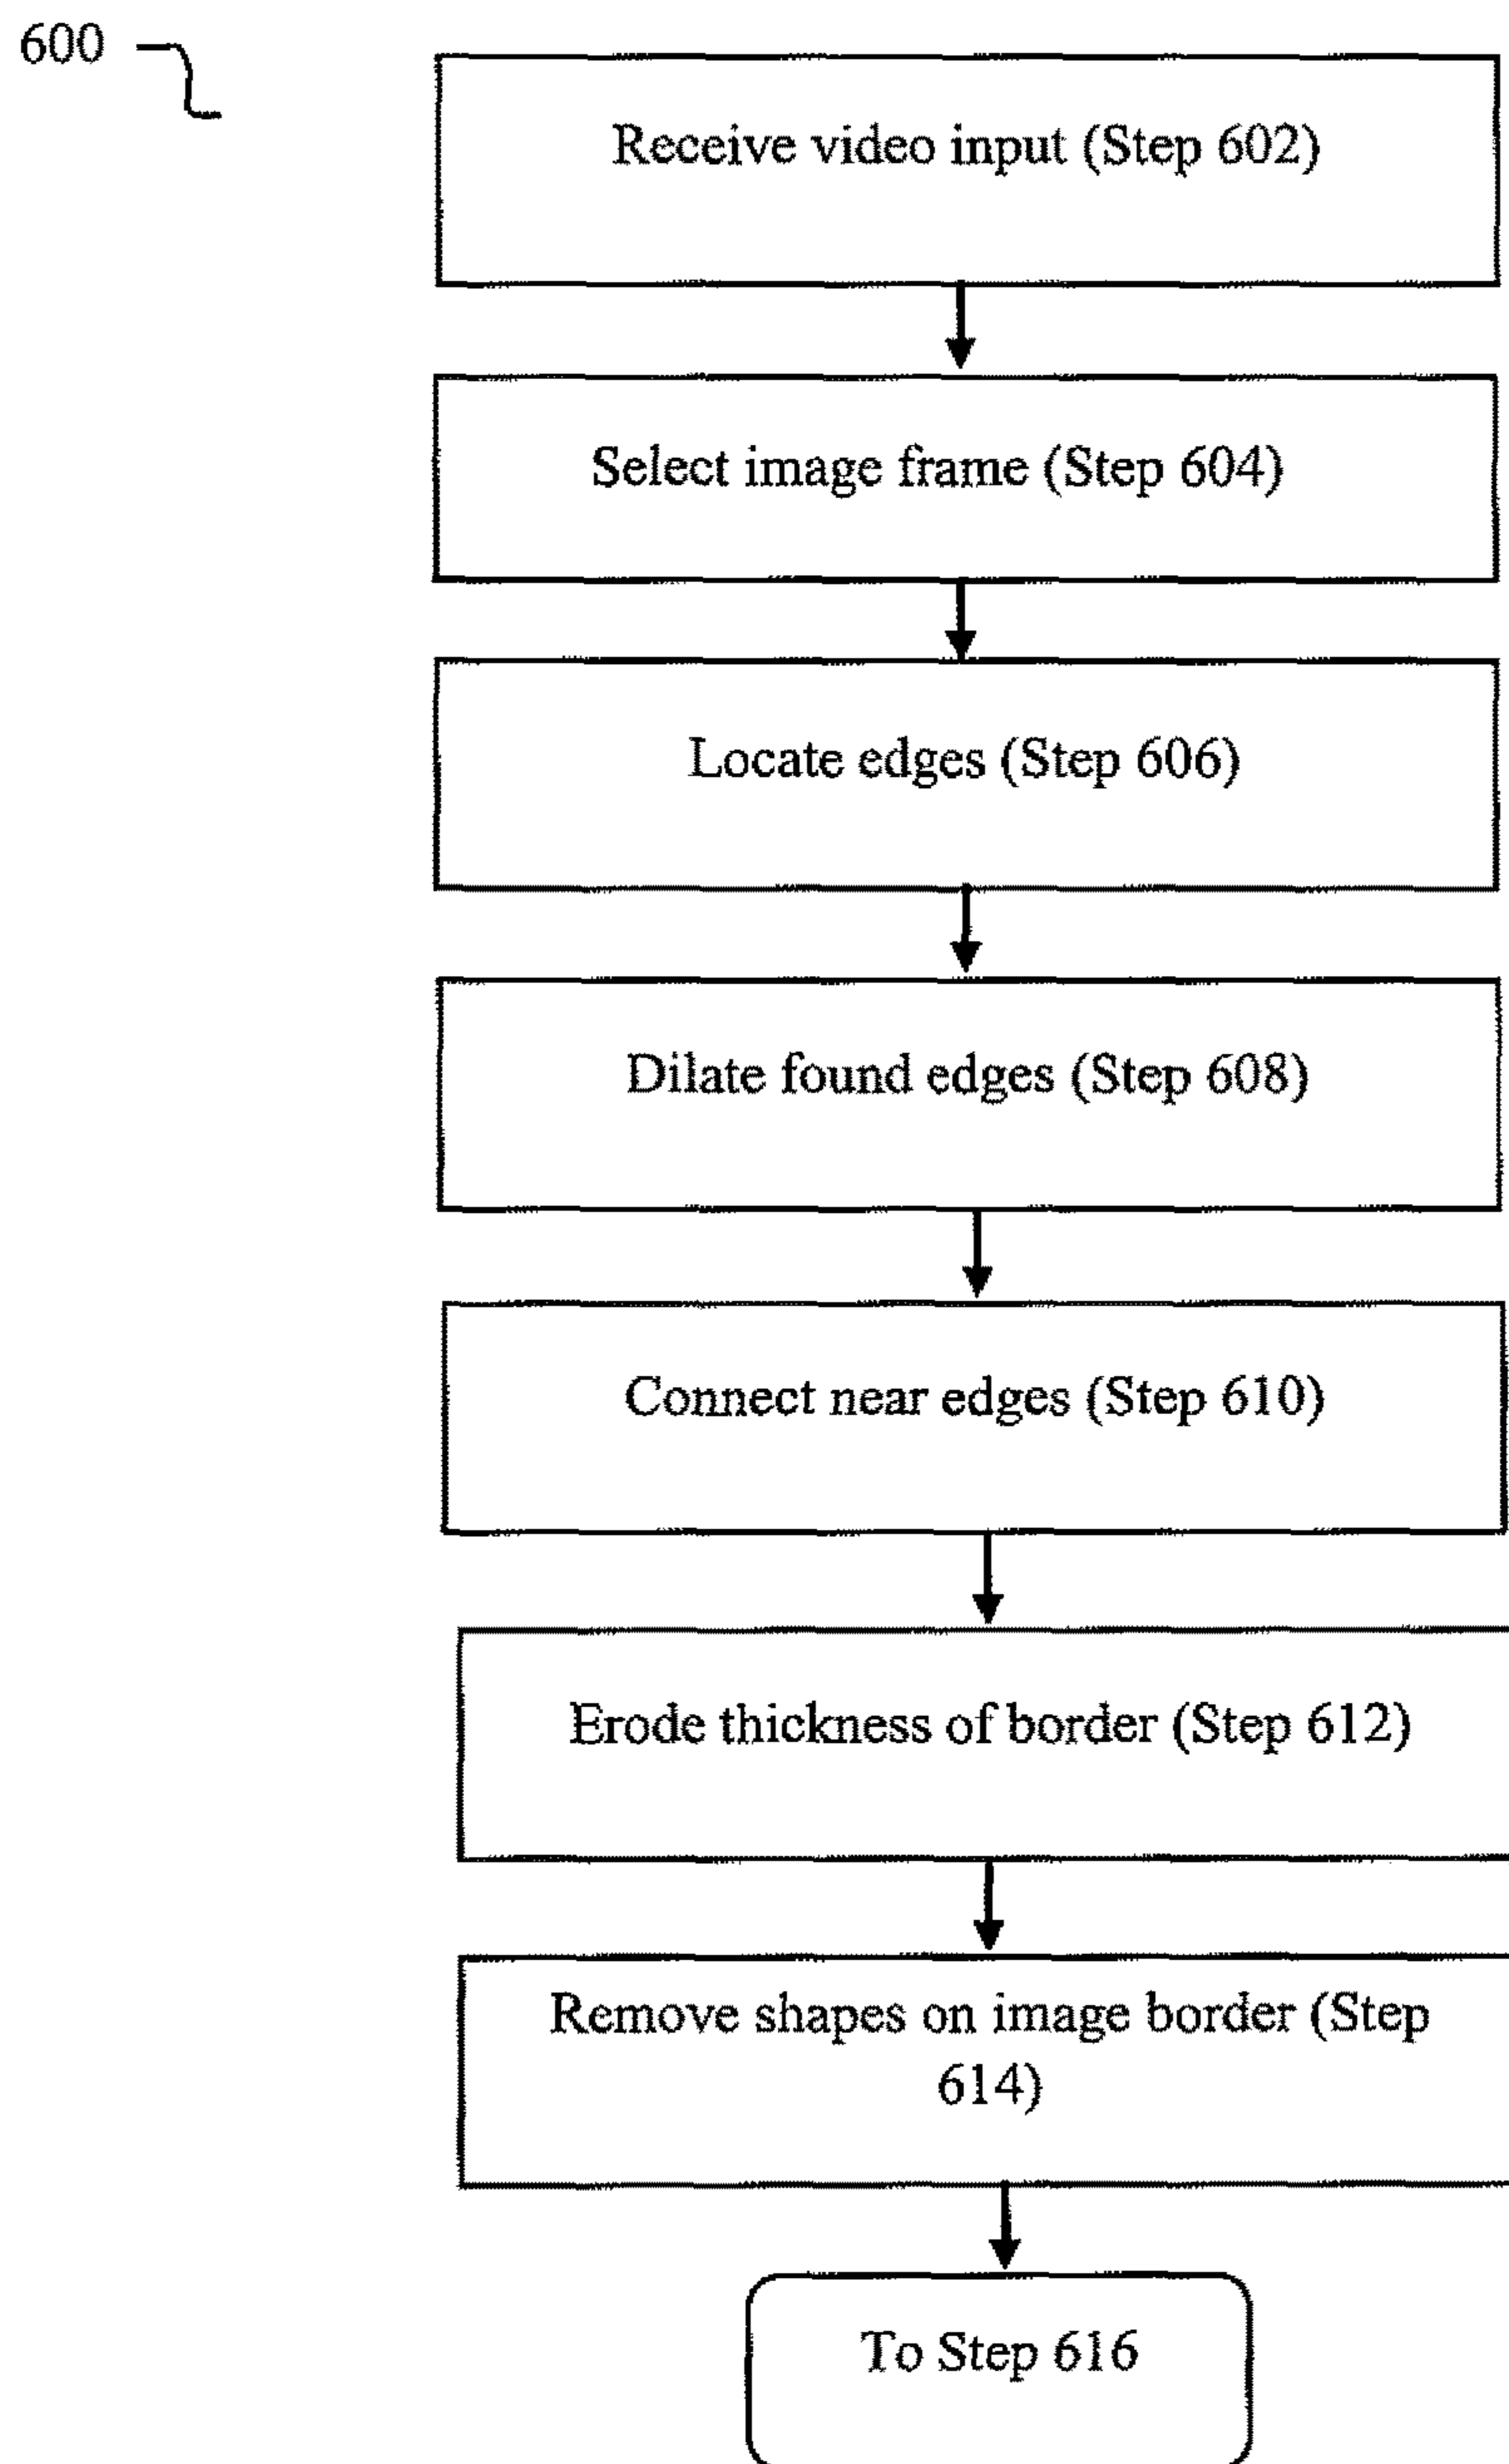 600
Receive video input (Step 602)
Select image frame (Step 604)
Locate edges (Step 606)
Dilate found edges (Step 608)
Connect near edges (Step 610)
Erode thickness of border (Step 612)
Remove shapes on image border (Step
614)
To Step 616